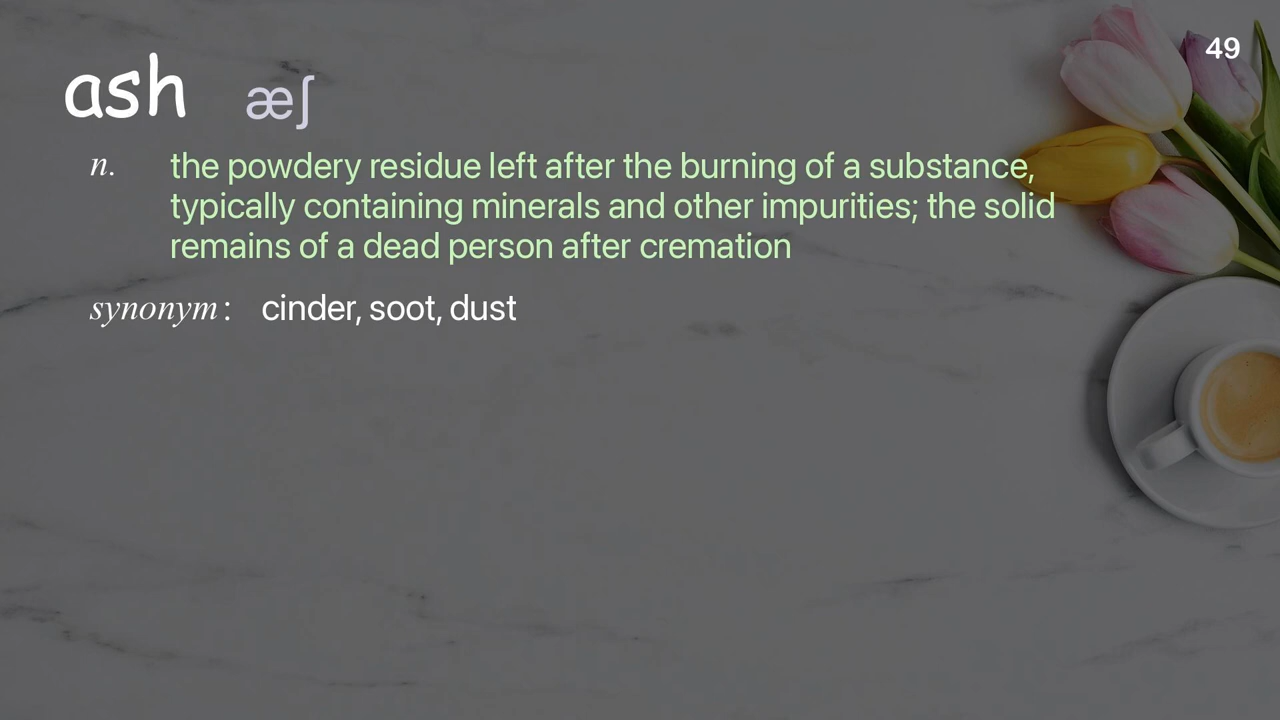 49
ash æʃ
n. the powdery residue left after the burning of a substance,
typically containing minerals and other impurities; the solid
remains of a dead person after cremation
synonym: cinder, soot, dust